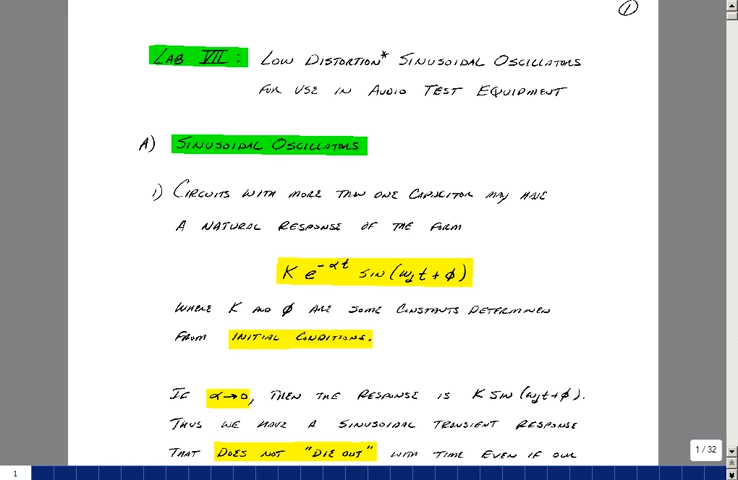 ①
LAB VII: LOW DISTORTION* SINUSOIDAL OSCILLATORS
FOR USE IN AUDIO TEST EQUIPMENT
A) SINUSOIDAL OSCILLATORS
1) CIRCUITS WITH MORE THAN ONE CAPACITOR MAY HAVE
A NATURAL RESPONSE OF THE FORM
K e^{-αt} SIN(ω_d t + φ)
WHERE K AND φ ARE SOME CONSTANTS DETERMINED
FROM INITIAL CONDITIONS.
IF α→0, THEN THE RESPONSE IS K SIN(ω_d t + φ).
THUS WE HAVE A SINUSOIDAL TRANSIENT RESPONSE
THAT DOES NOT "DIE OUT" WITH TIME EVEN IF OUR
1 / 32
1